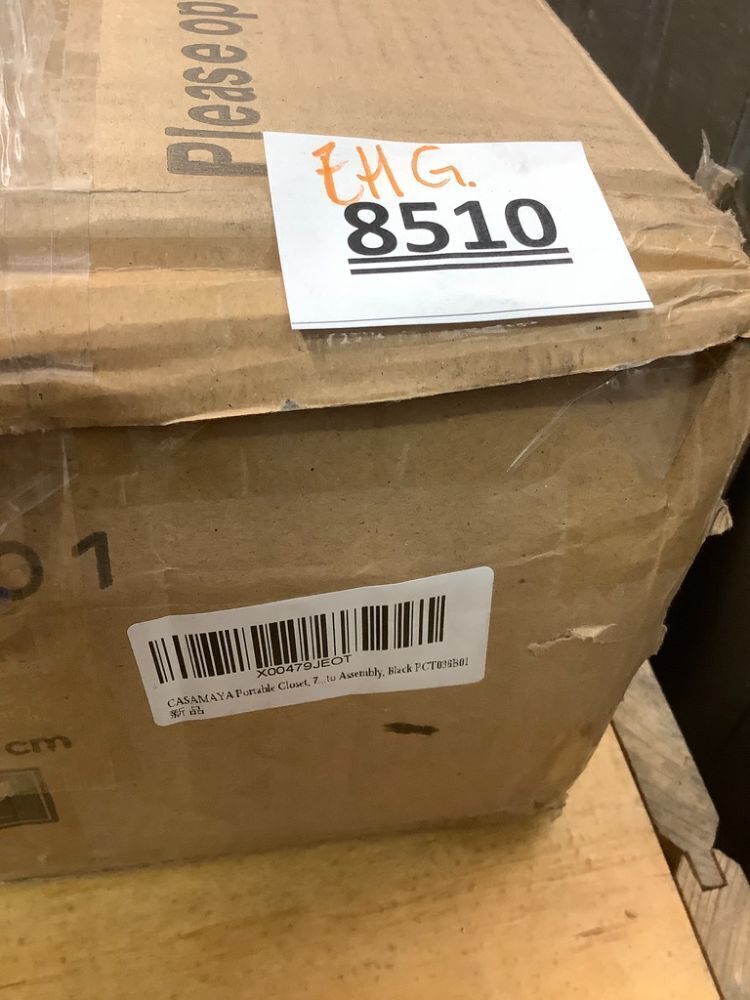 Please op
EHG.
8510
01
X00479JEOT
CASAMAYA Portable Closet, 7...to Assembly, Black PCT036B01
新品
cm